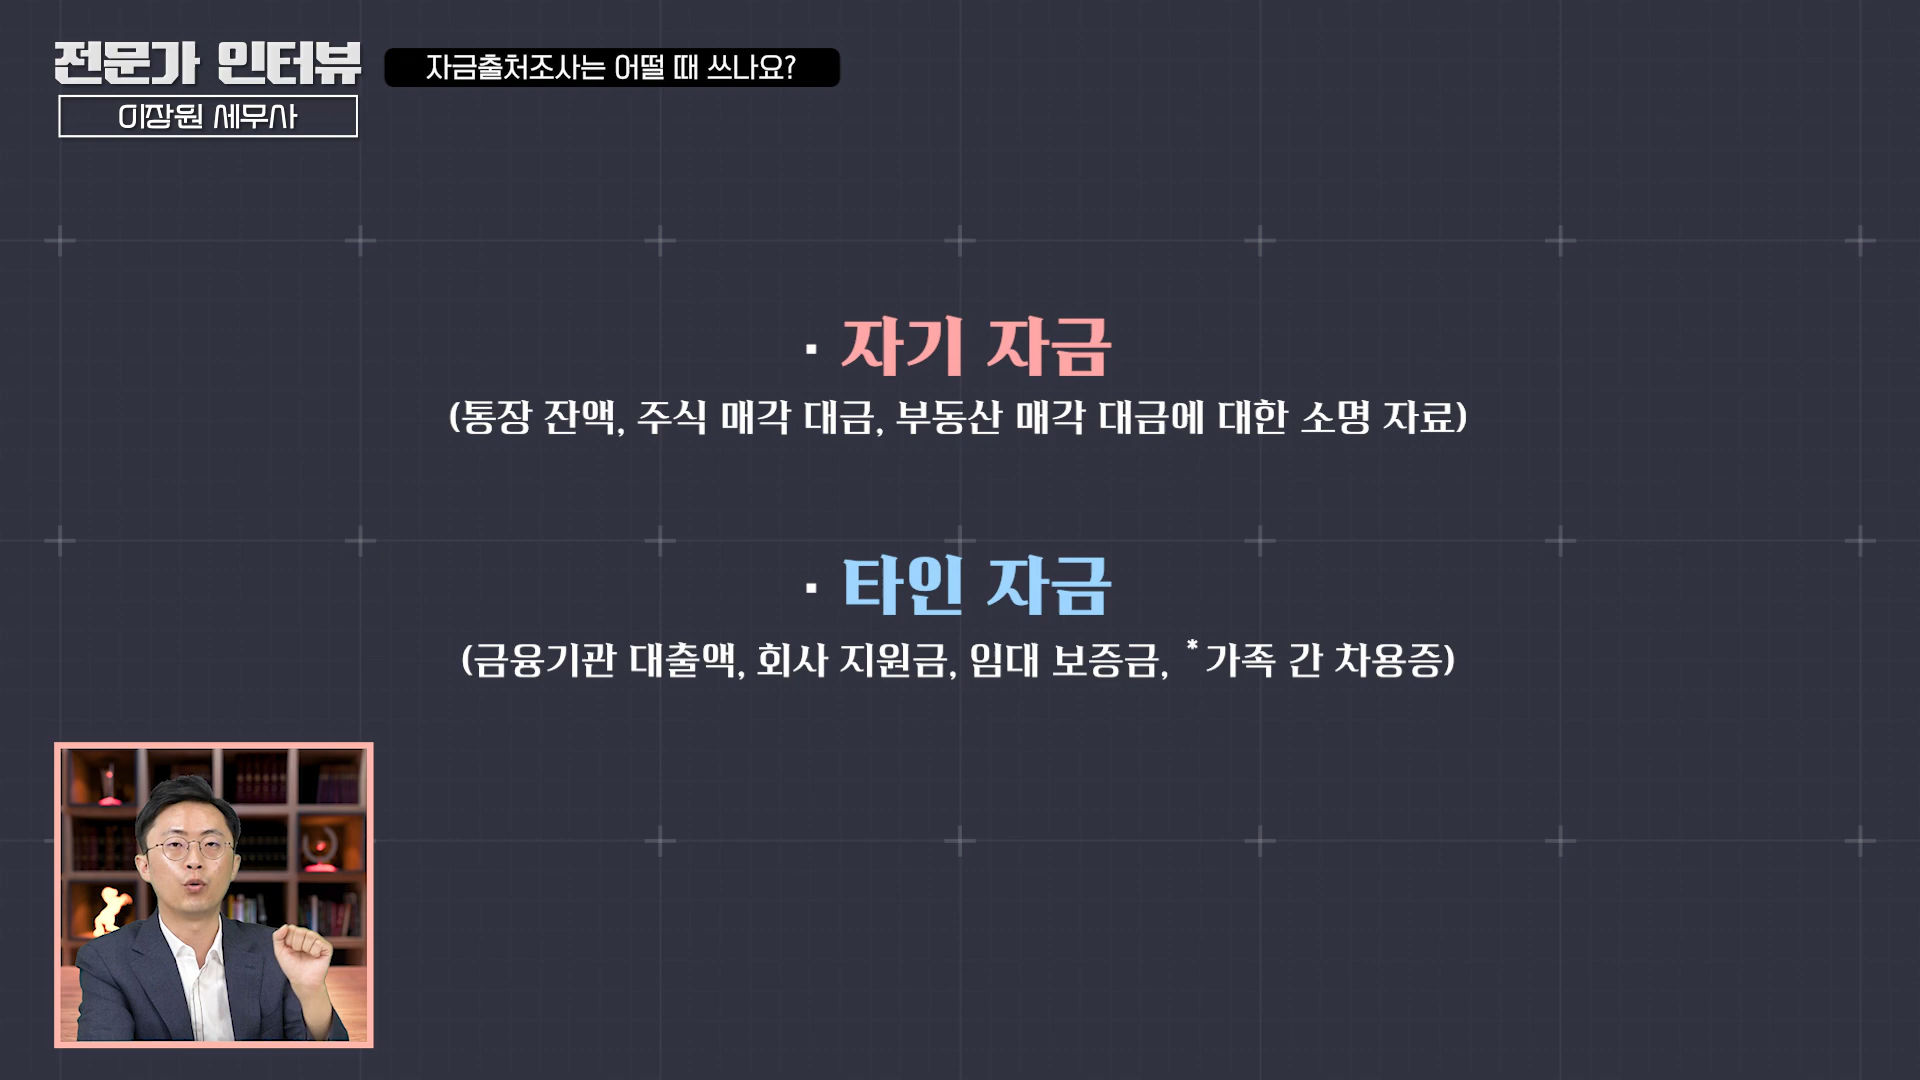 전문가 인터뷰
이장원 세무사
자금출처조사는 어떨 때 쓰나요?
· 자기 자금
(통장 잔액, 주식 매각 대금, 부동산 매각 대금에 대한 소명 자료)
· 타인 자금
(금융기관 대출액, 회사 지원금, 임대 보증금, *가족 간 차용증)